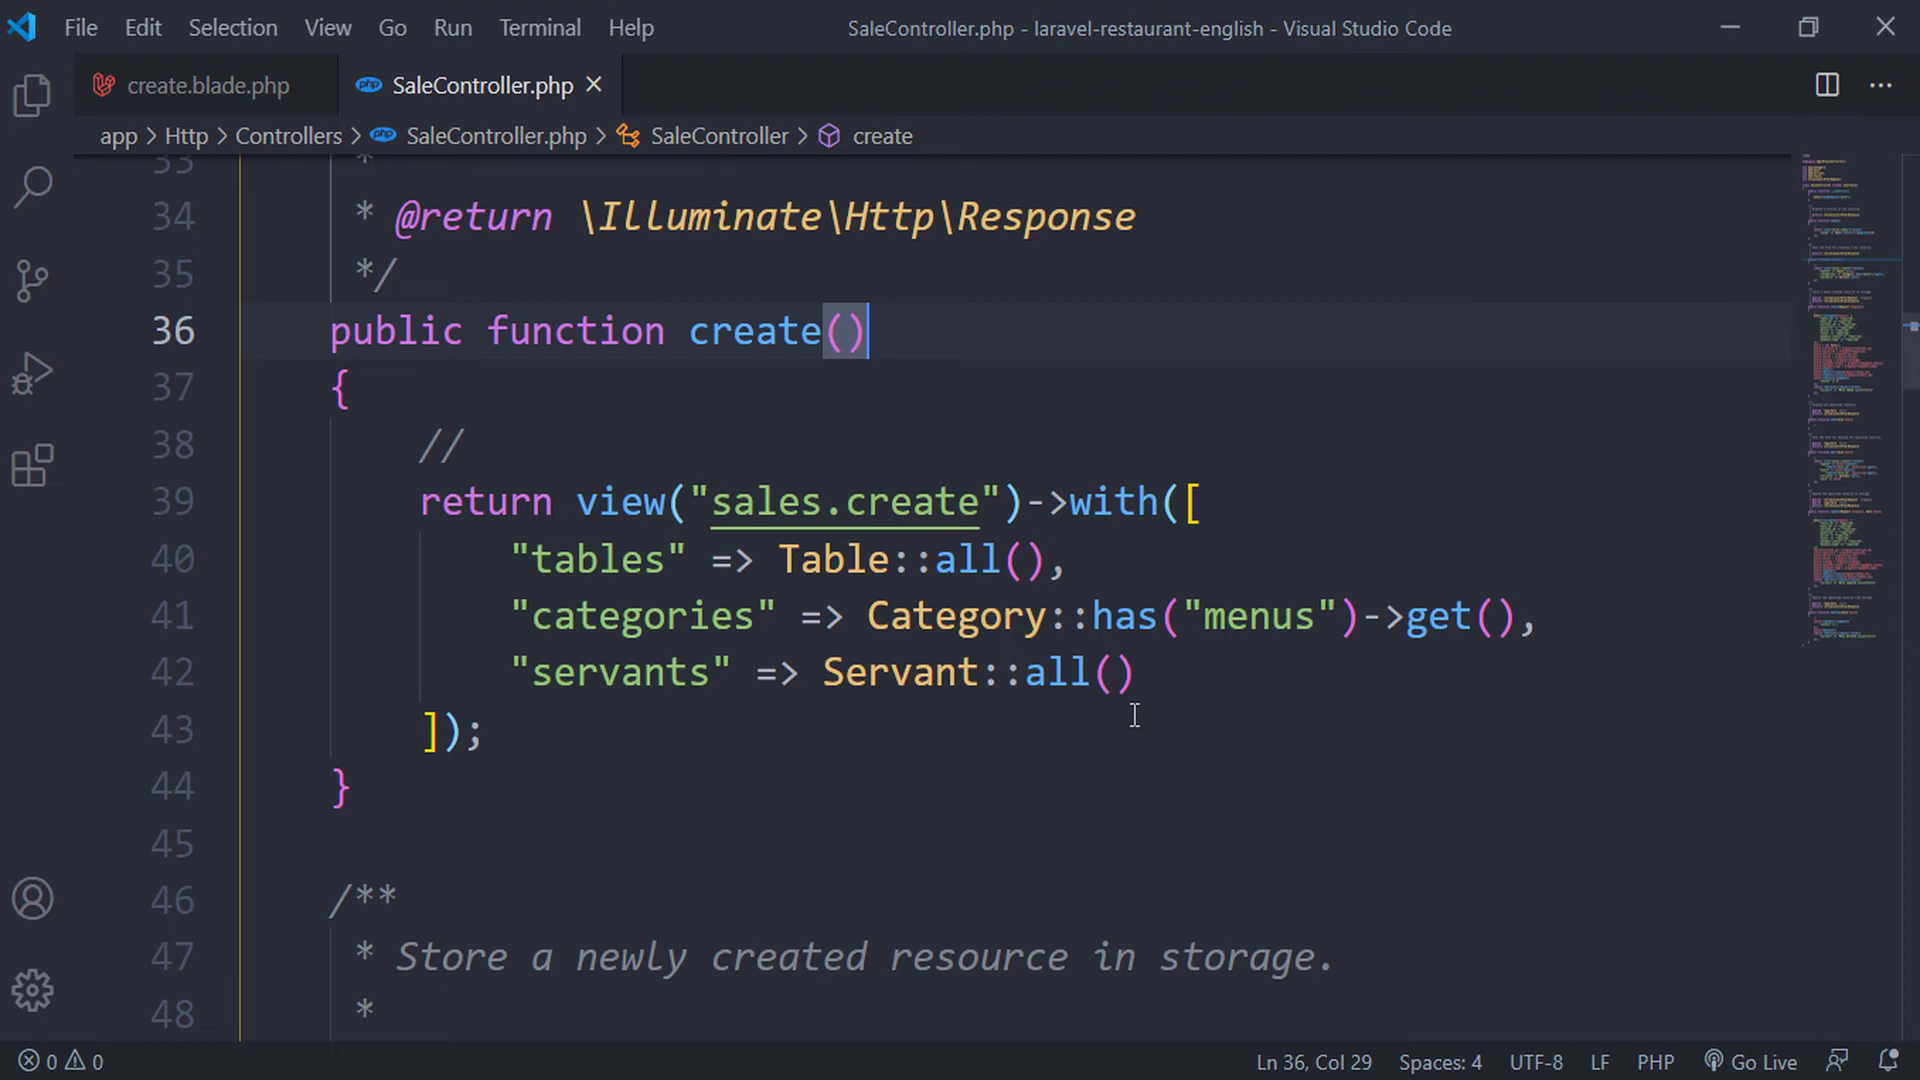 File Edit Selection View Go Run Terminal Help SaleController.php - laravel-restaurant-english - Visual Studio Code
create.blade.php php SaleController.php
app > Http > Controllers > php SaleController.php > SaleController > create
33 *
34 * @return \Illuminate\Http\Response
35 */
36 public function create()
37 {
38 //
39 return view("sales.create")->with([
40 "tables" => Table::all(),
41 "categories" => Category::has("menus")->get(),
42 "servants" => Servant::all()
43 ]);
44 }
45
46 /**
47 * Store a newly created resource in storage.
48 *
0 0 Ln 36, Col 29 Spaces: 4 UTF-8 LF PHP Go Live